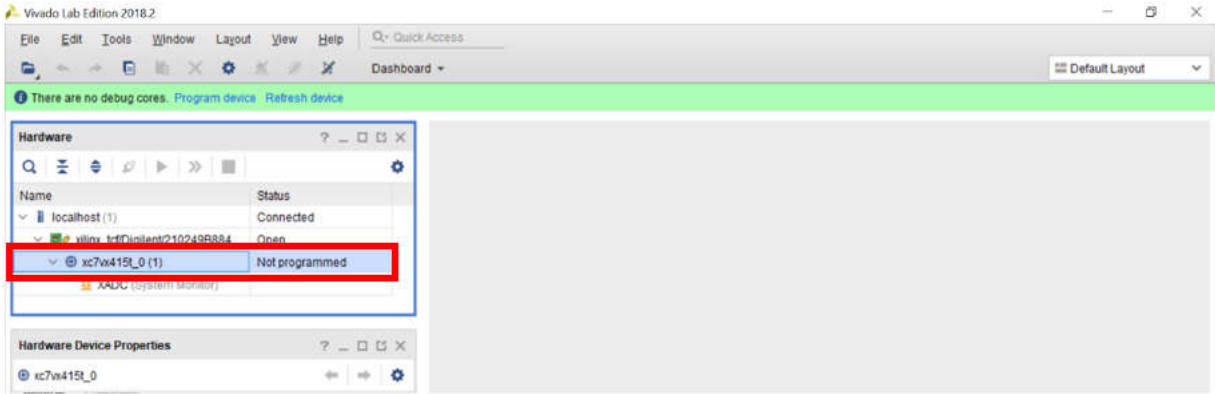 Vivado Lab Edition 2018.2
File Edit Tools Window Layout View Help Quick Access
Dashboard
Default Layout
There are no debug cores. Program device Refresh device
Hardware
Name Status
localhost (1) Connected
xilinx_tcf/Digilent/210249B884 Open
xc7vx415t_0 (1) Not programmed
XADC (System Monitor)
Hardware Device Properties
xc7vx415t_0